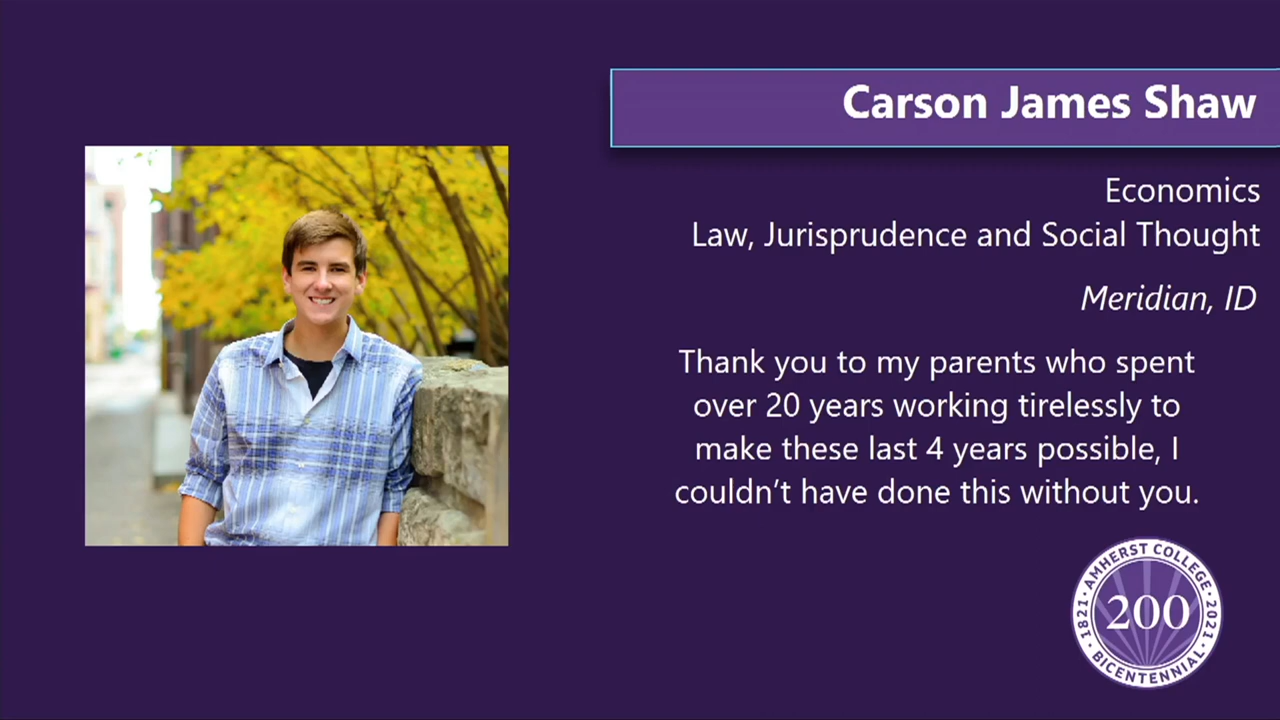 Carson James Shaw
Economics
Law, Jurisprudence and Social Thought
Meridian, ID
Thank you to my parents who spent
over 20 years working tirelessly to
make these last 4 years possible, I
couldn’t have done this without you.
AMHERST COLLEGE
1821 200 2021
BICENTENNIAL